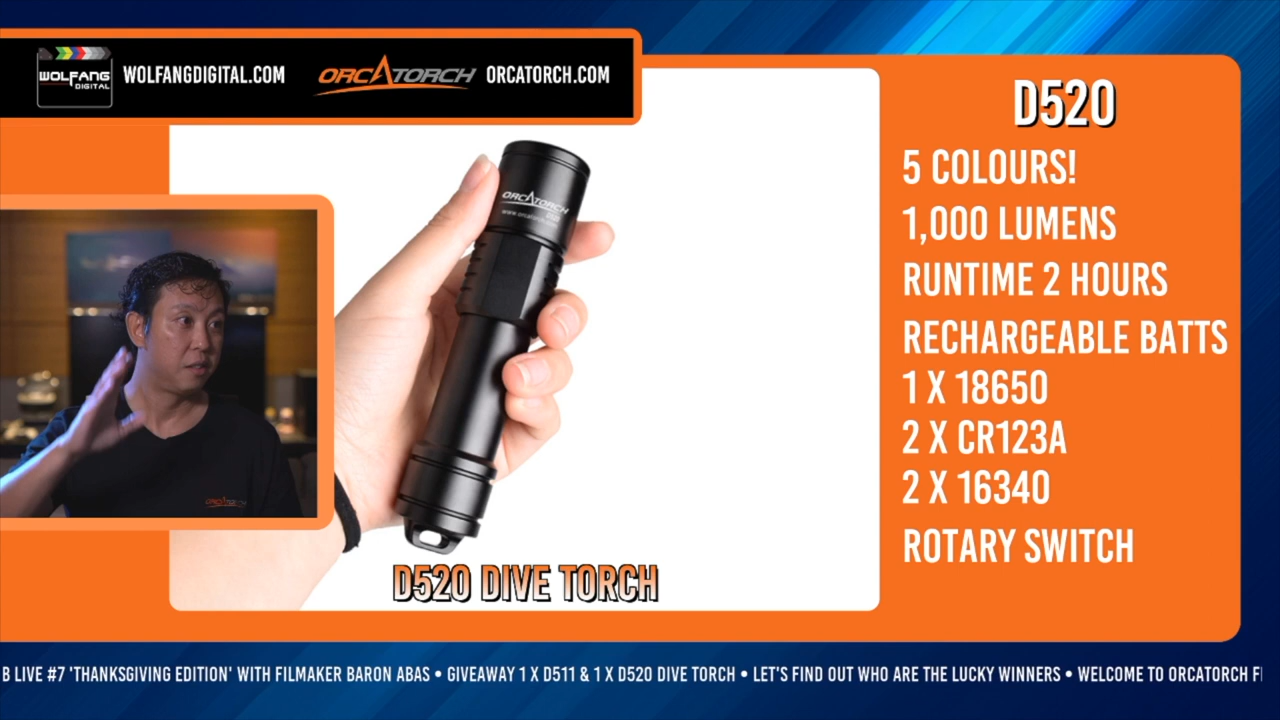 WOLFANG
DIGITAL
WOLFANGDIGITAL.COM
ORCATORCH
ORCATORCH.COM
D520
5 COLOURS!
1,000 LUMENS
RUNTIME 2 HOURS
RECHARGEABLE BATTS
1 X 18650
2 X CR123A
2 X 16340
ROTARY SWITCH
ORCATORCH
ORCATORCH
D520 DIVE TORCH
B LIVE #7 'THANKSGIVING EDITION' WITH FILMAKER BARON ABAS • GIVEAWAY 1 X D511 & 1 X D520 DIVE TORCH • LET'S FIND OUT WHO ARE THE LUCKY WINNERS • WELCOME TO ORCATORCH F